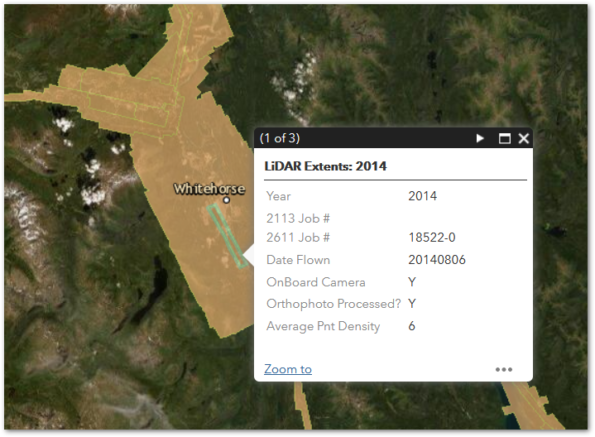 (1 of 3)
LiDAR Extents: 2014
Whitehorse
Year 2014
2113 Job #
2611 Job # 18522-0
Date Flown 20140806
OnBoard Camera Y
Orthophoto Processed? Y
Average Pnt Density 6
Zoom to